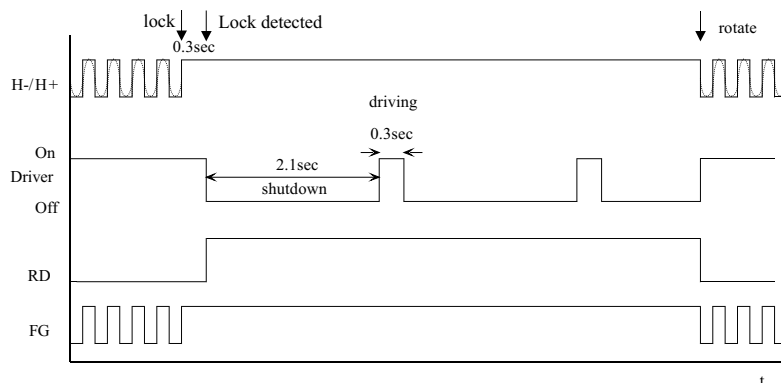 lock
Lock detected
rotate
0.3sec
H-/H+
driving
0.3sec
On
2.1sec
Driver
shutdown
Off
RD
FG
t